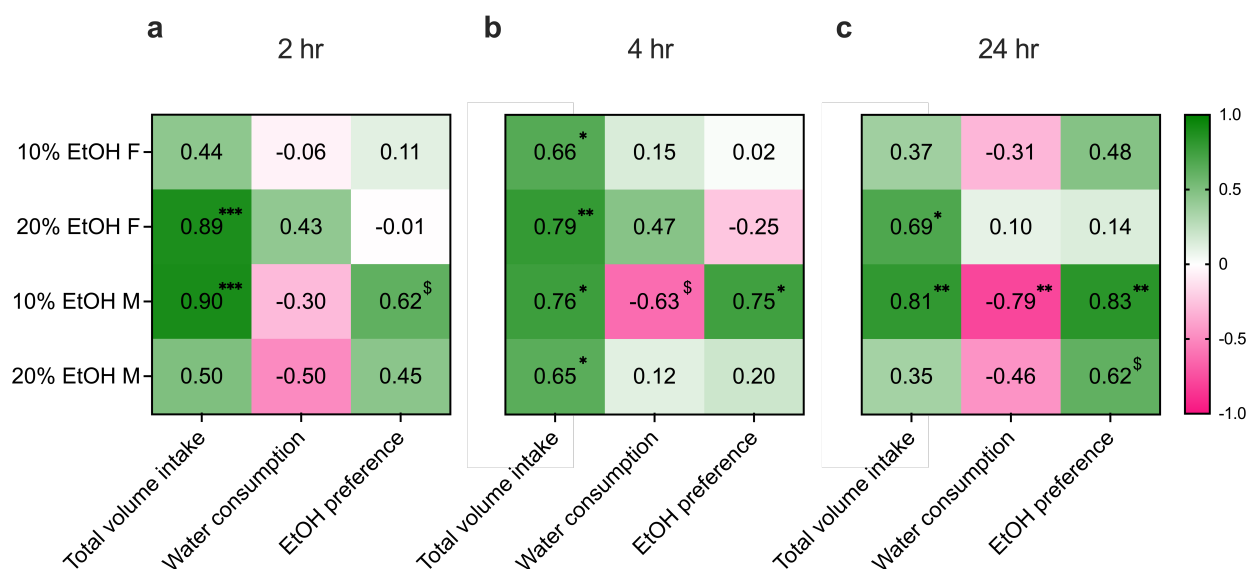 a b c
2 hr 4 hr 24 hr
10% EtOH F 0.44 -0.06 0.11 0.66* 0.15 0.02 0.37 -0.31 0.48 1.0
20% EtOH F 0.89*** 0.43 -0.01 0.79** 0.47 -0.25 0.69* 0.10 0.14 0.5
0
10% EtOH M 0.90*** -0.30 0.62$ 0.76* -0.63$ 0.75* 0.81** -0.79** 0.83** -0.5
20% EtOH M 0.50 -0.50 0.45 0.65* 0.12 0.20 0.35 -0.46 0.62$ -1.0
Total volume intake Water consumption EtOH preference Total volume intake Water consumption EtOH preference Total volume intake Water consumption EtOH preference